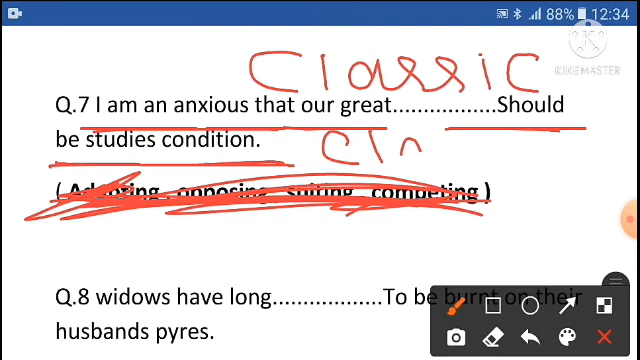 88% 12:34
Classic
KINEMASTER
Q.7 I am an anxious that our great..................Should
be studies condition.
Cla
( Adopting opposing suiting competing )
Q.8 widows have long...................To be burnt on their
husbands pyres.